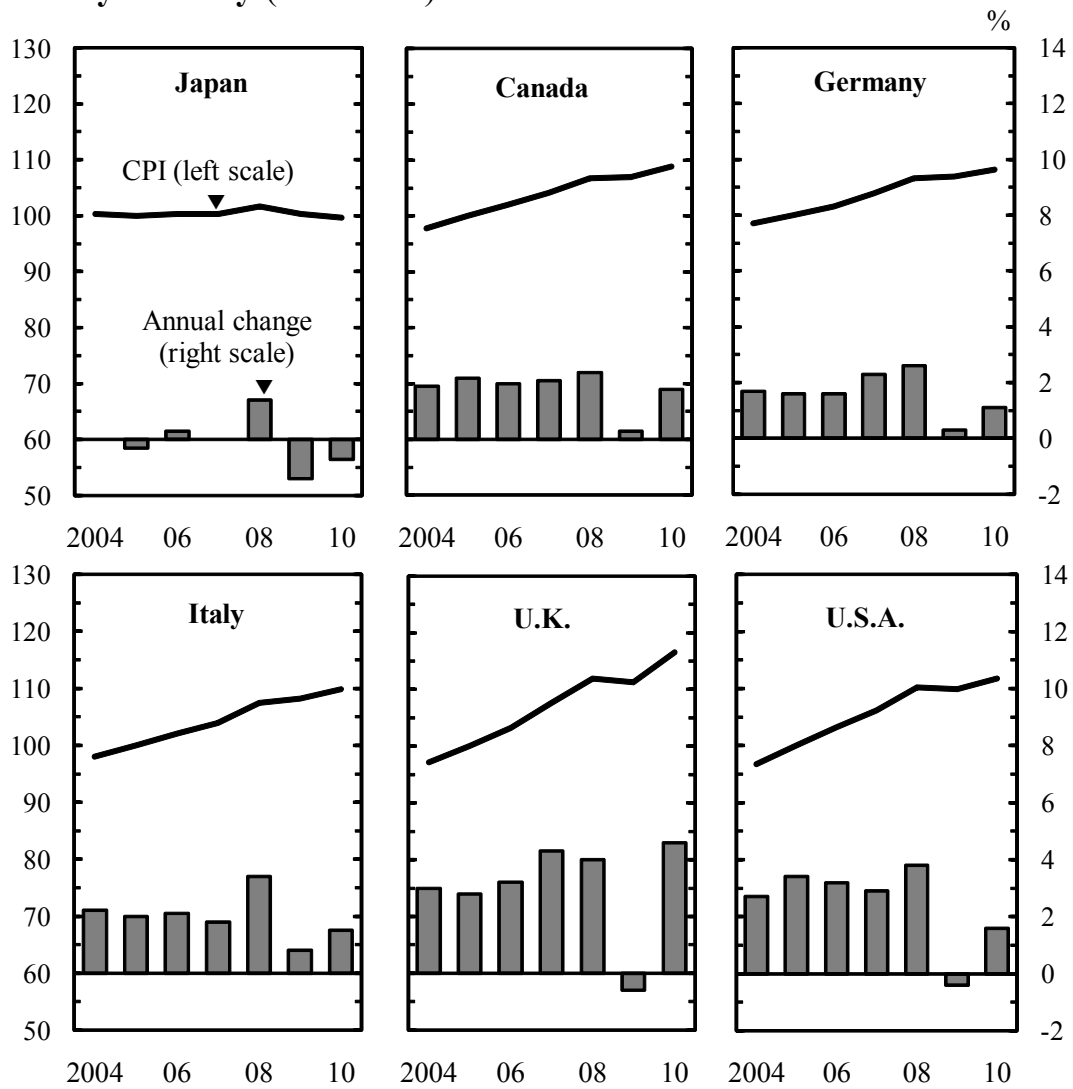 %
130 14
Japan Canada Germany
120 12
110 10
CPI (left scale)
100 8
90 6
80 4
Annual change
(right scale)
70 2
60 0
50 -2
2004 06 08 10 2004 06 08 10 2004 06 08 10
130 14
Italy U.K. U.S.A.
120 12
110 10
100 8
90 6
80 4
70 2
60 0
50 -2
2004 06 08 10 2004 06 08 10 2004 06 08 10